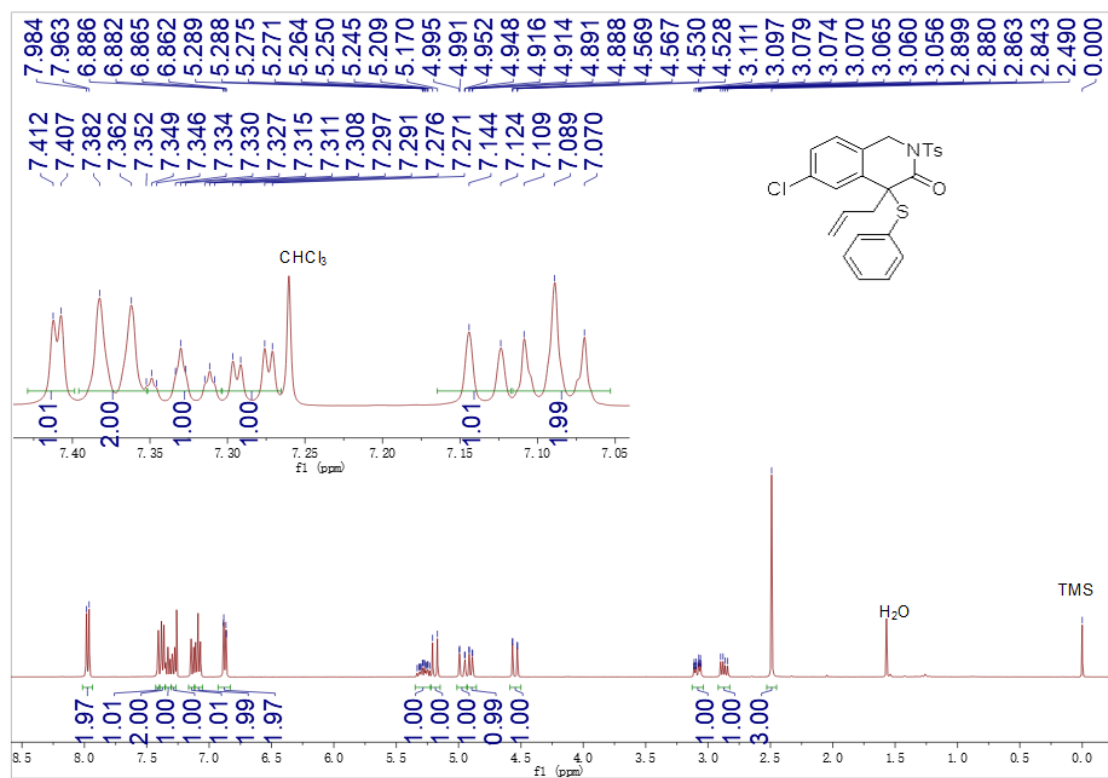 7.984 7.963 6.886 6.882 6.865 6.862 5.289 5.288 5.275 5.271 5.264 5.250 5.245 5.209 5.170 4.995 4.991 4.952 4.948 4.916 4.914 4.891 4.888 4.569 4.567 4.530 4.528 3.111 3.097 3.079 3.074 3.070 3.065 3.060 3.056 2.899 2.880 2.863 2.843 2.490 0.000
7.412 7.407 7.382 7.362 7.352 7.349 7.346 7.334 7.330 7.327 7.315 7.311 7.308 7.297 7.291 7.276 7.271 7.144 7.124 7.109 7.089 7.070
N Ts
Cl
O
S
CHCl3
1.01 2.00 1.00 1.00 1.01 1.99
7.40 7.35 7.30 7.25 7.20 7.15 7.10 7.05
f1 (ppm)
TMS
H2O
1.97 1.01 2.00 1.00 1.00 1.01 1.99 1.97 1.00 1.00 1.00 0.99 1.00 1.00 1.00 3.00
8.5 8.0 7.5 7.0 6.5 6.0 5.5 5.0 4.5 4.0 3.5 3.0 2.5 2.0 1.5 1.0 0.5 0.0
f1 (ppm)